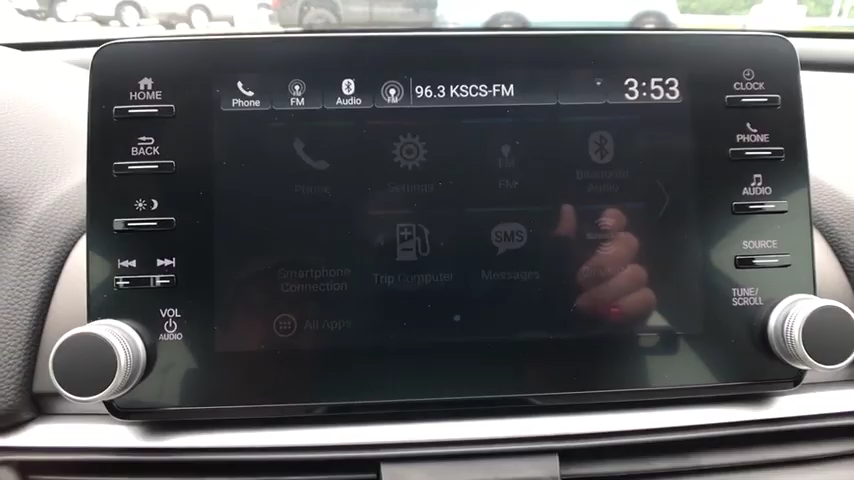 HOME
BACK
VOL
AUDIO
Phone
FM
Audio
FM
96.3 KSCS-FM
3:53
Phone
Settings
FM
Bluetooth
Audio
Smartphone
Connection
Trip Computer
SMS
Messages
All Apps
CLOCK
PHONE
AUDIO
SOURCE
TUNE/
SCROLL